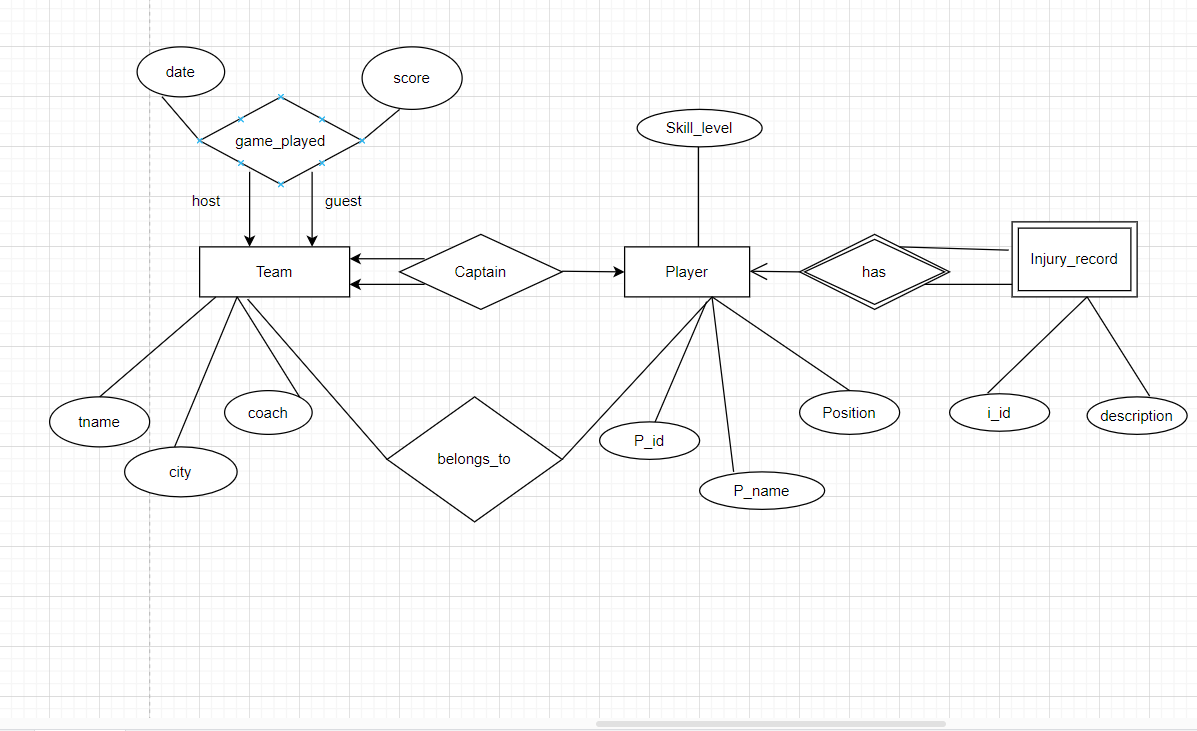 date
score
game_played
Skill_level
host
guest
Team
Captain
Player
has
Injury_record
tname
coach
city
belongs_to
P_id
Position
P_name
i_id
description